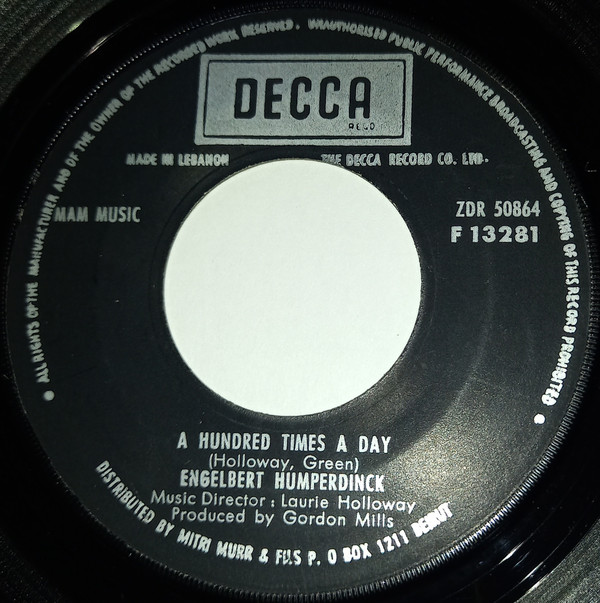 ● ALL RIGHTS OF THE MANUFACTURER AND OF THE OWNER OF THE RECORDED WORK RESERVED. UNAUTHORISED PUBLIC PERFORMANCE BROADCASTING AND COPYING OF THIS RECORD PROHIBITED ●
DECCA
REGD
MADE IN LEBANON THE DECCA RECORD CO. LTD.
MAM MUSIC
ZDR 50864
F 13281
A HUNDRED TIMES A DAY
(Holloway, Green)
ENGELBERT HUMPERDINCK
Music Director : Laurie Holloway
Produced by Gordon Mills
DISTRIBUTED BY MITRI MURR & FILS P. O BOX 1211 BEIRUT